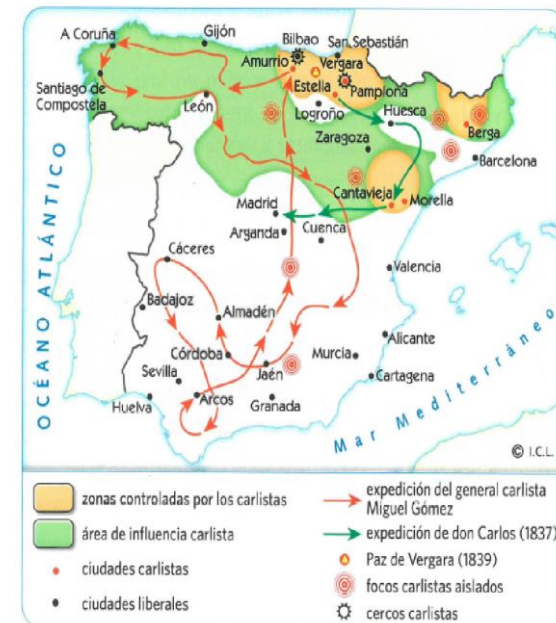 A Coruña
Gijón
Bilbao
San Sebastián
Amurrio
Vergara
Estella
Pamplona
Santiago de
Compostela
León
Logroño
Huesca
Berga
Zaragoza
Barcelona
Cantavieja
Morella
Madrid
Arganda
Cuenca
Cáceres
Valencia
Badajoz
Almadén
Alicante
Córdoba
Murcia
Sevilla
Jaén
Cartagena
Huelva
Arcos
Granada
OCÉANO ATLÁNTICO
Mar Mediterráneo
© I.C.L.
zonas controladas por los carlistas
área de influencia carlista
ciudades carlistas
ciudades liberales
expedición del general carlista
Miguel Gómez
expedición de don Carlos (1837)
Paz de Vergara (1839)
focos carlistas aislados
cercos carlistas